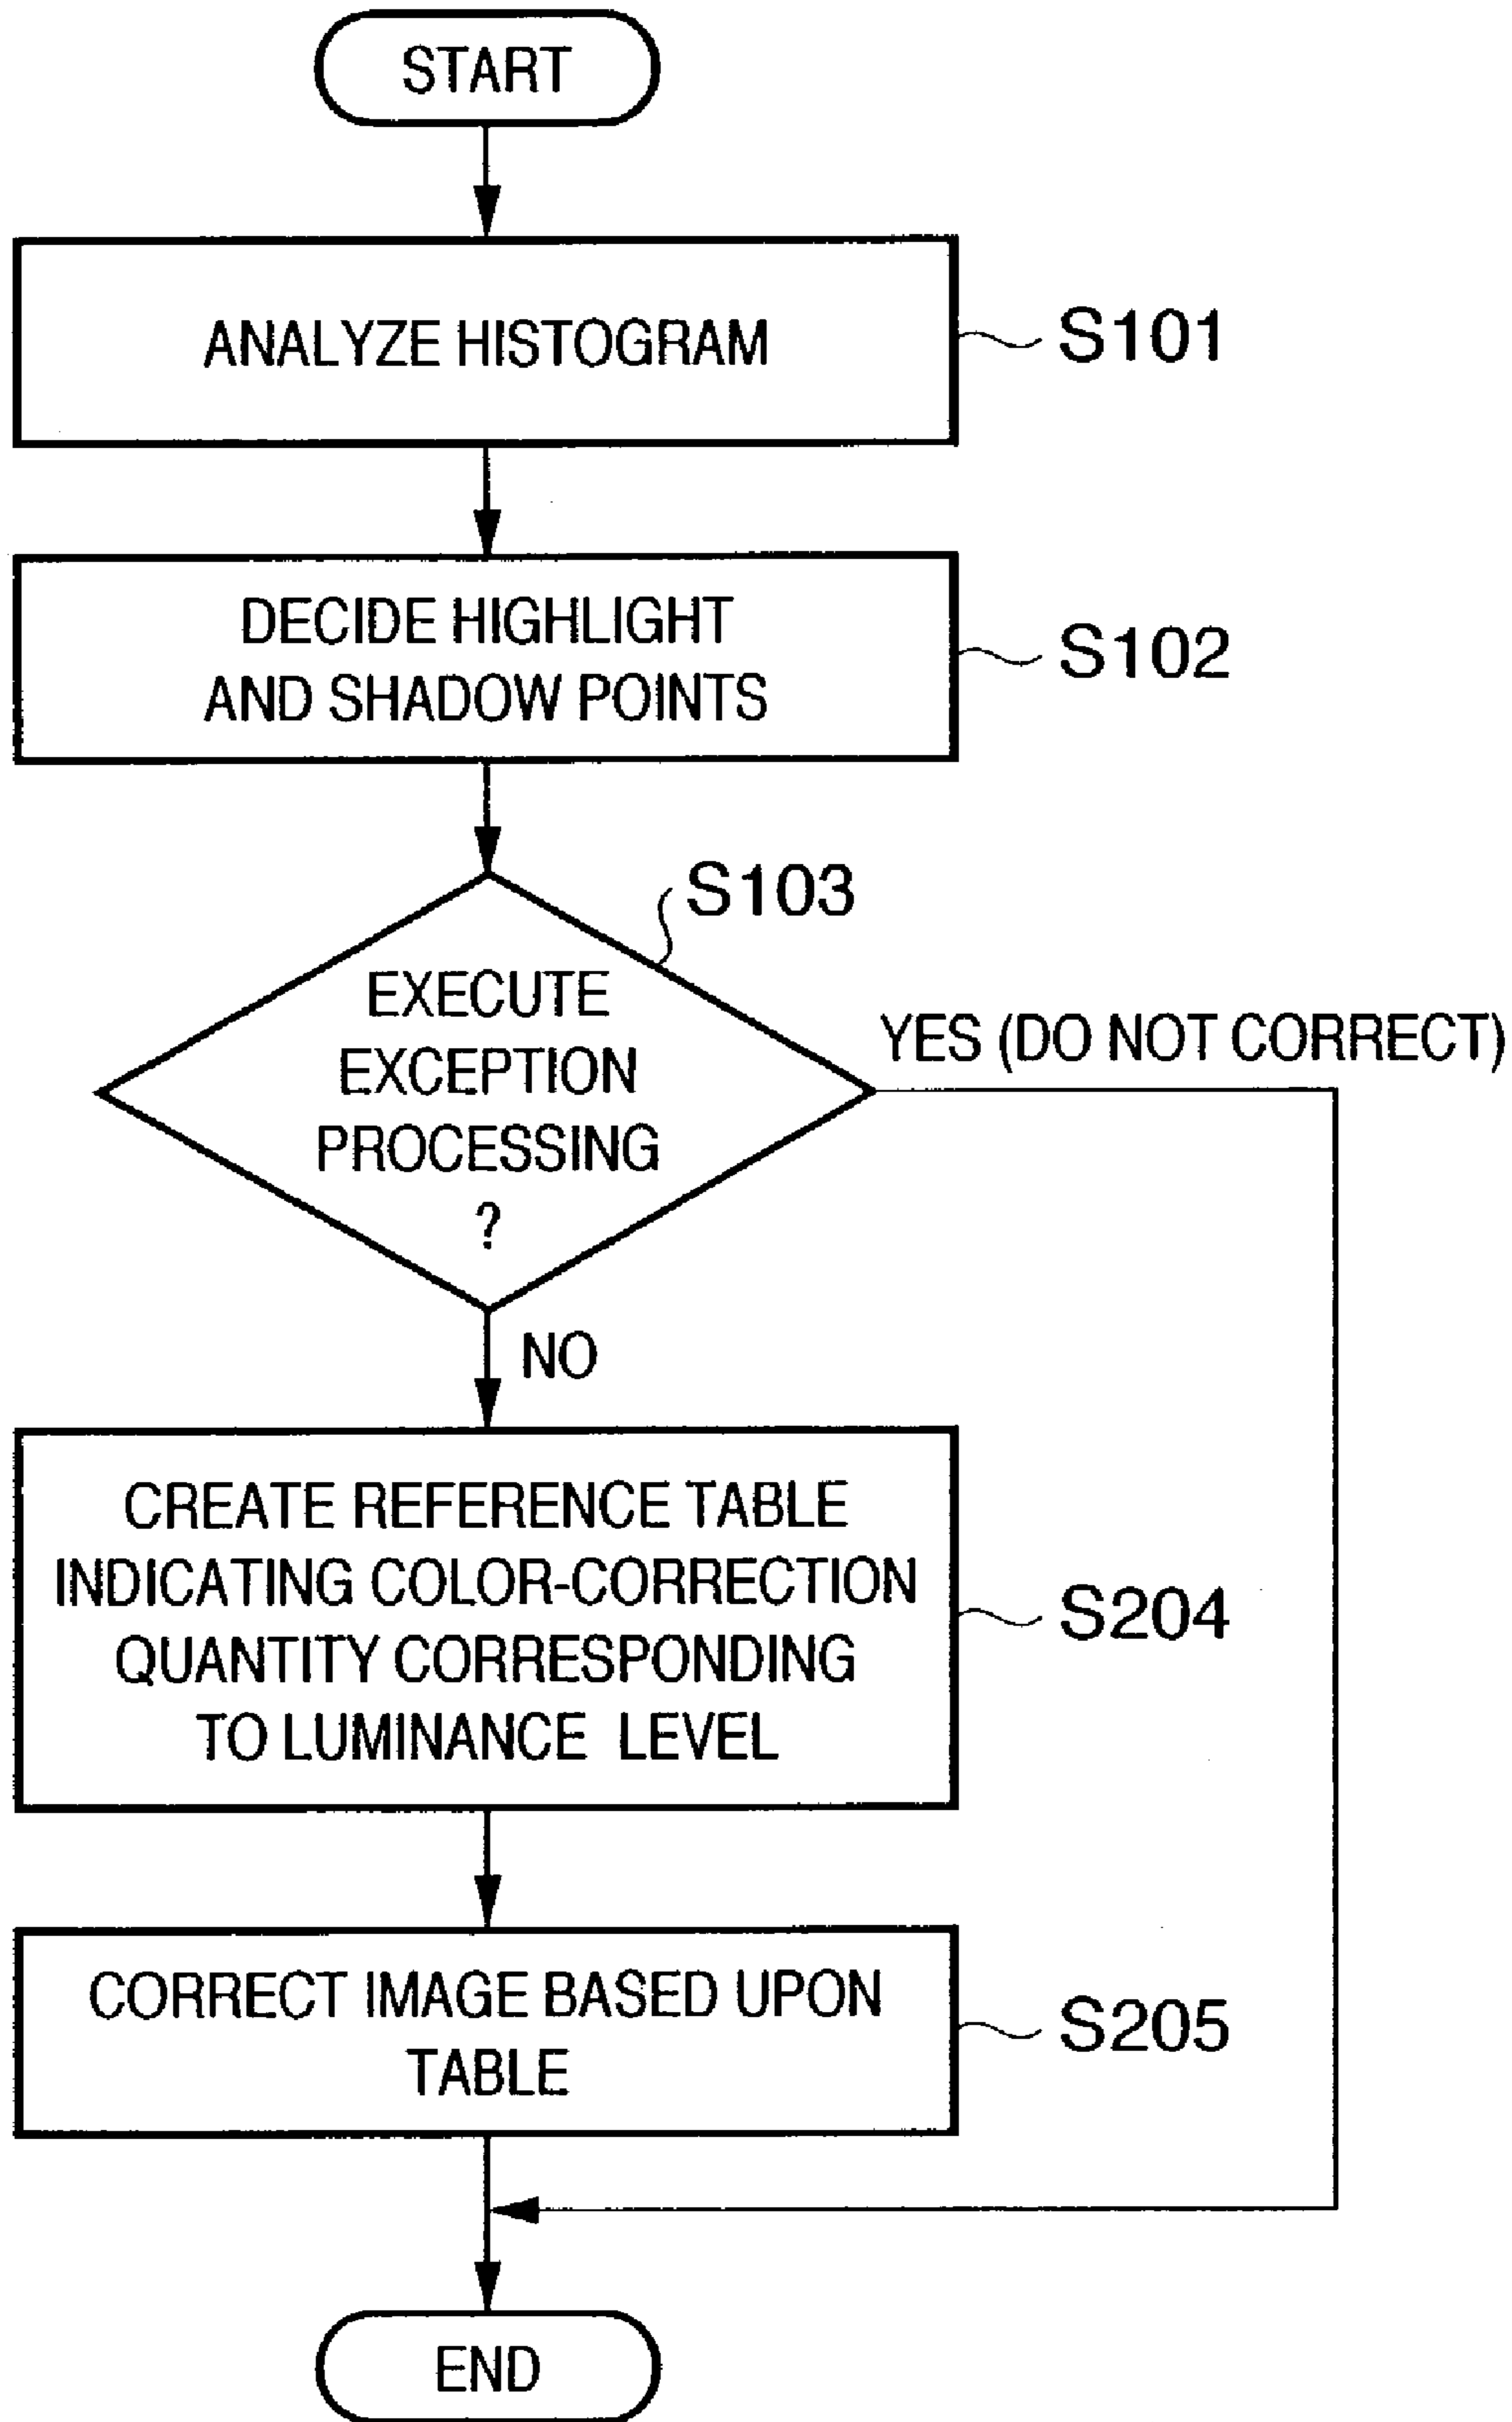 START
ANALYZE HISTOGRAM
S101
DECIDE HIGHLIGHT
AND SHADOW POINTS
S102
S103
EXECUTE
EXCEPTION
PROCESSING
?
YES (DO NOT CORRECT)
NO
CREATE REFERENCE TABLE
INDICATING COLOR-CORRECTION
QUANTITY CORRESPONDING
TO LUMINANCE LEVEL
S204
CORRECT IMAGE BASED UPON
TABLE
S205
END